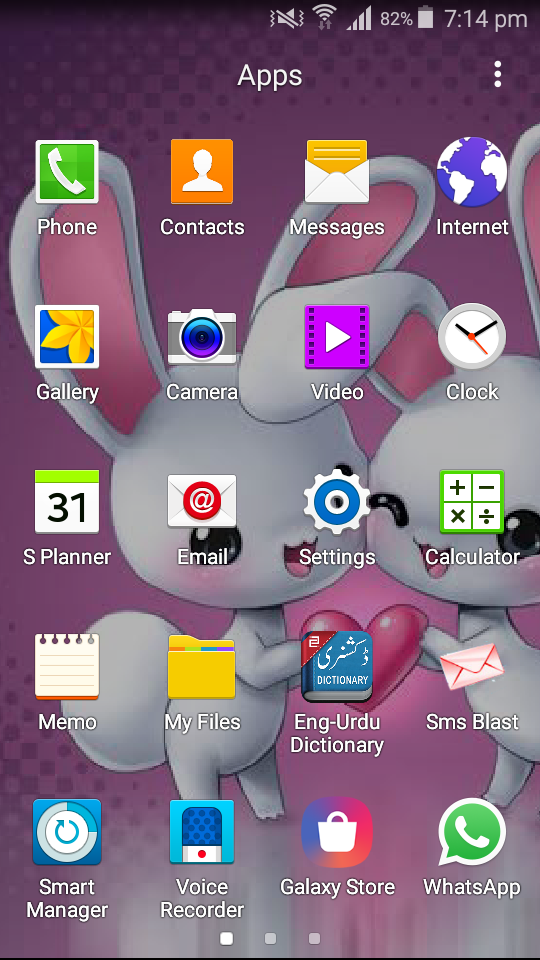 82% 7:14 pm
Apps
Phone Contacts Messages Internet
Gallery Camera Video Clock
31
@
S Planner Email Settings Calculator
ڈکشنری
DICTIONARY
Memo My Files Eng-Urdu Sms Blast
Dictionary
Smart Voice Galaxy Store WhatsApp
Manager Recorder